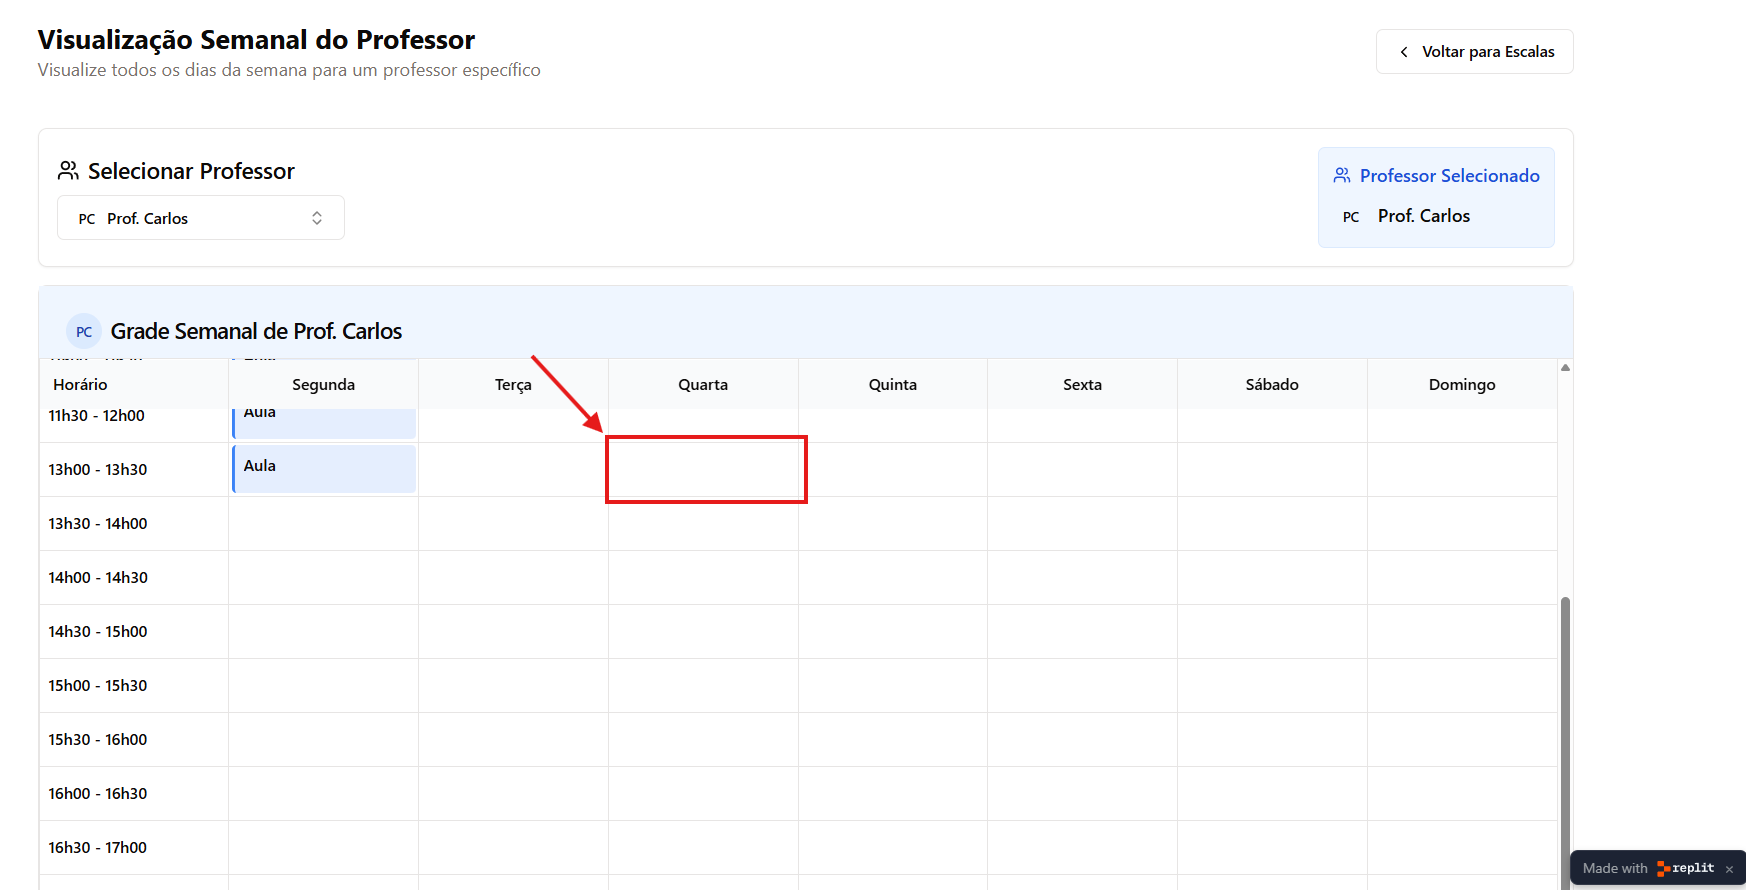 Visualização Semanal do Professor
Visualize todos os dias da semana para um professor específico
Voltar para Escalas
Selecionar Professor
PC Prof. Carlos
Professor Selecionado
PC Prof. Carlos
PC Grade Semanal de Prof. Carlos
Horário Segunda Terça Quarta Quinta Sexta Sábado Domingo
11h30 - 12h00 Aula
13h00 - 13h30 Aula
13h30 - 14h00
14h00 - 14h30
14h30 - 15h00
15h00 - 15h30
15h30 - 16h00
16h00 - 16h30
16h30 - 17h00
Made with replit ×